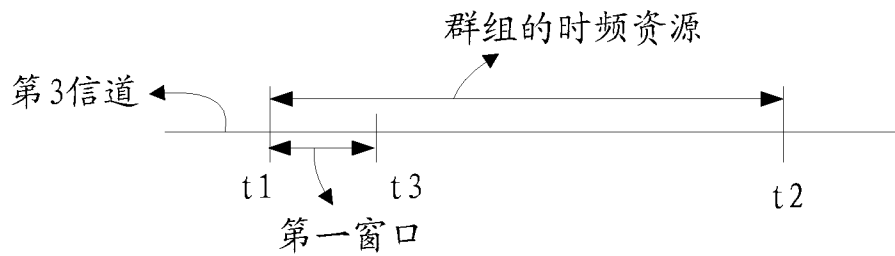 群组的时频资源
第3信道
t1
t3
t2
第一窗口